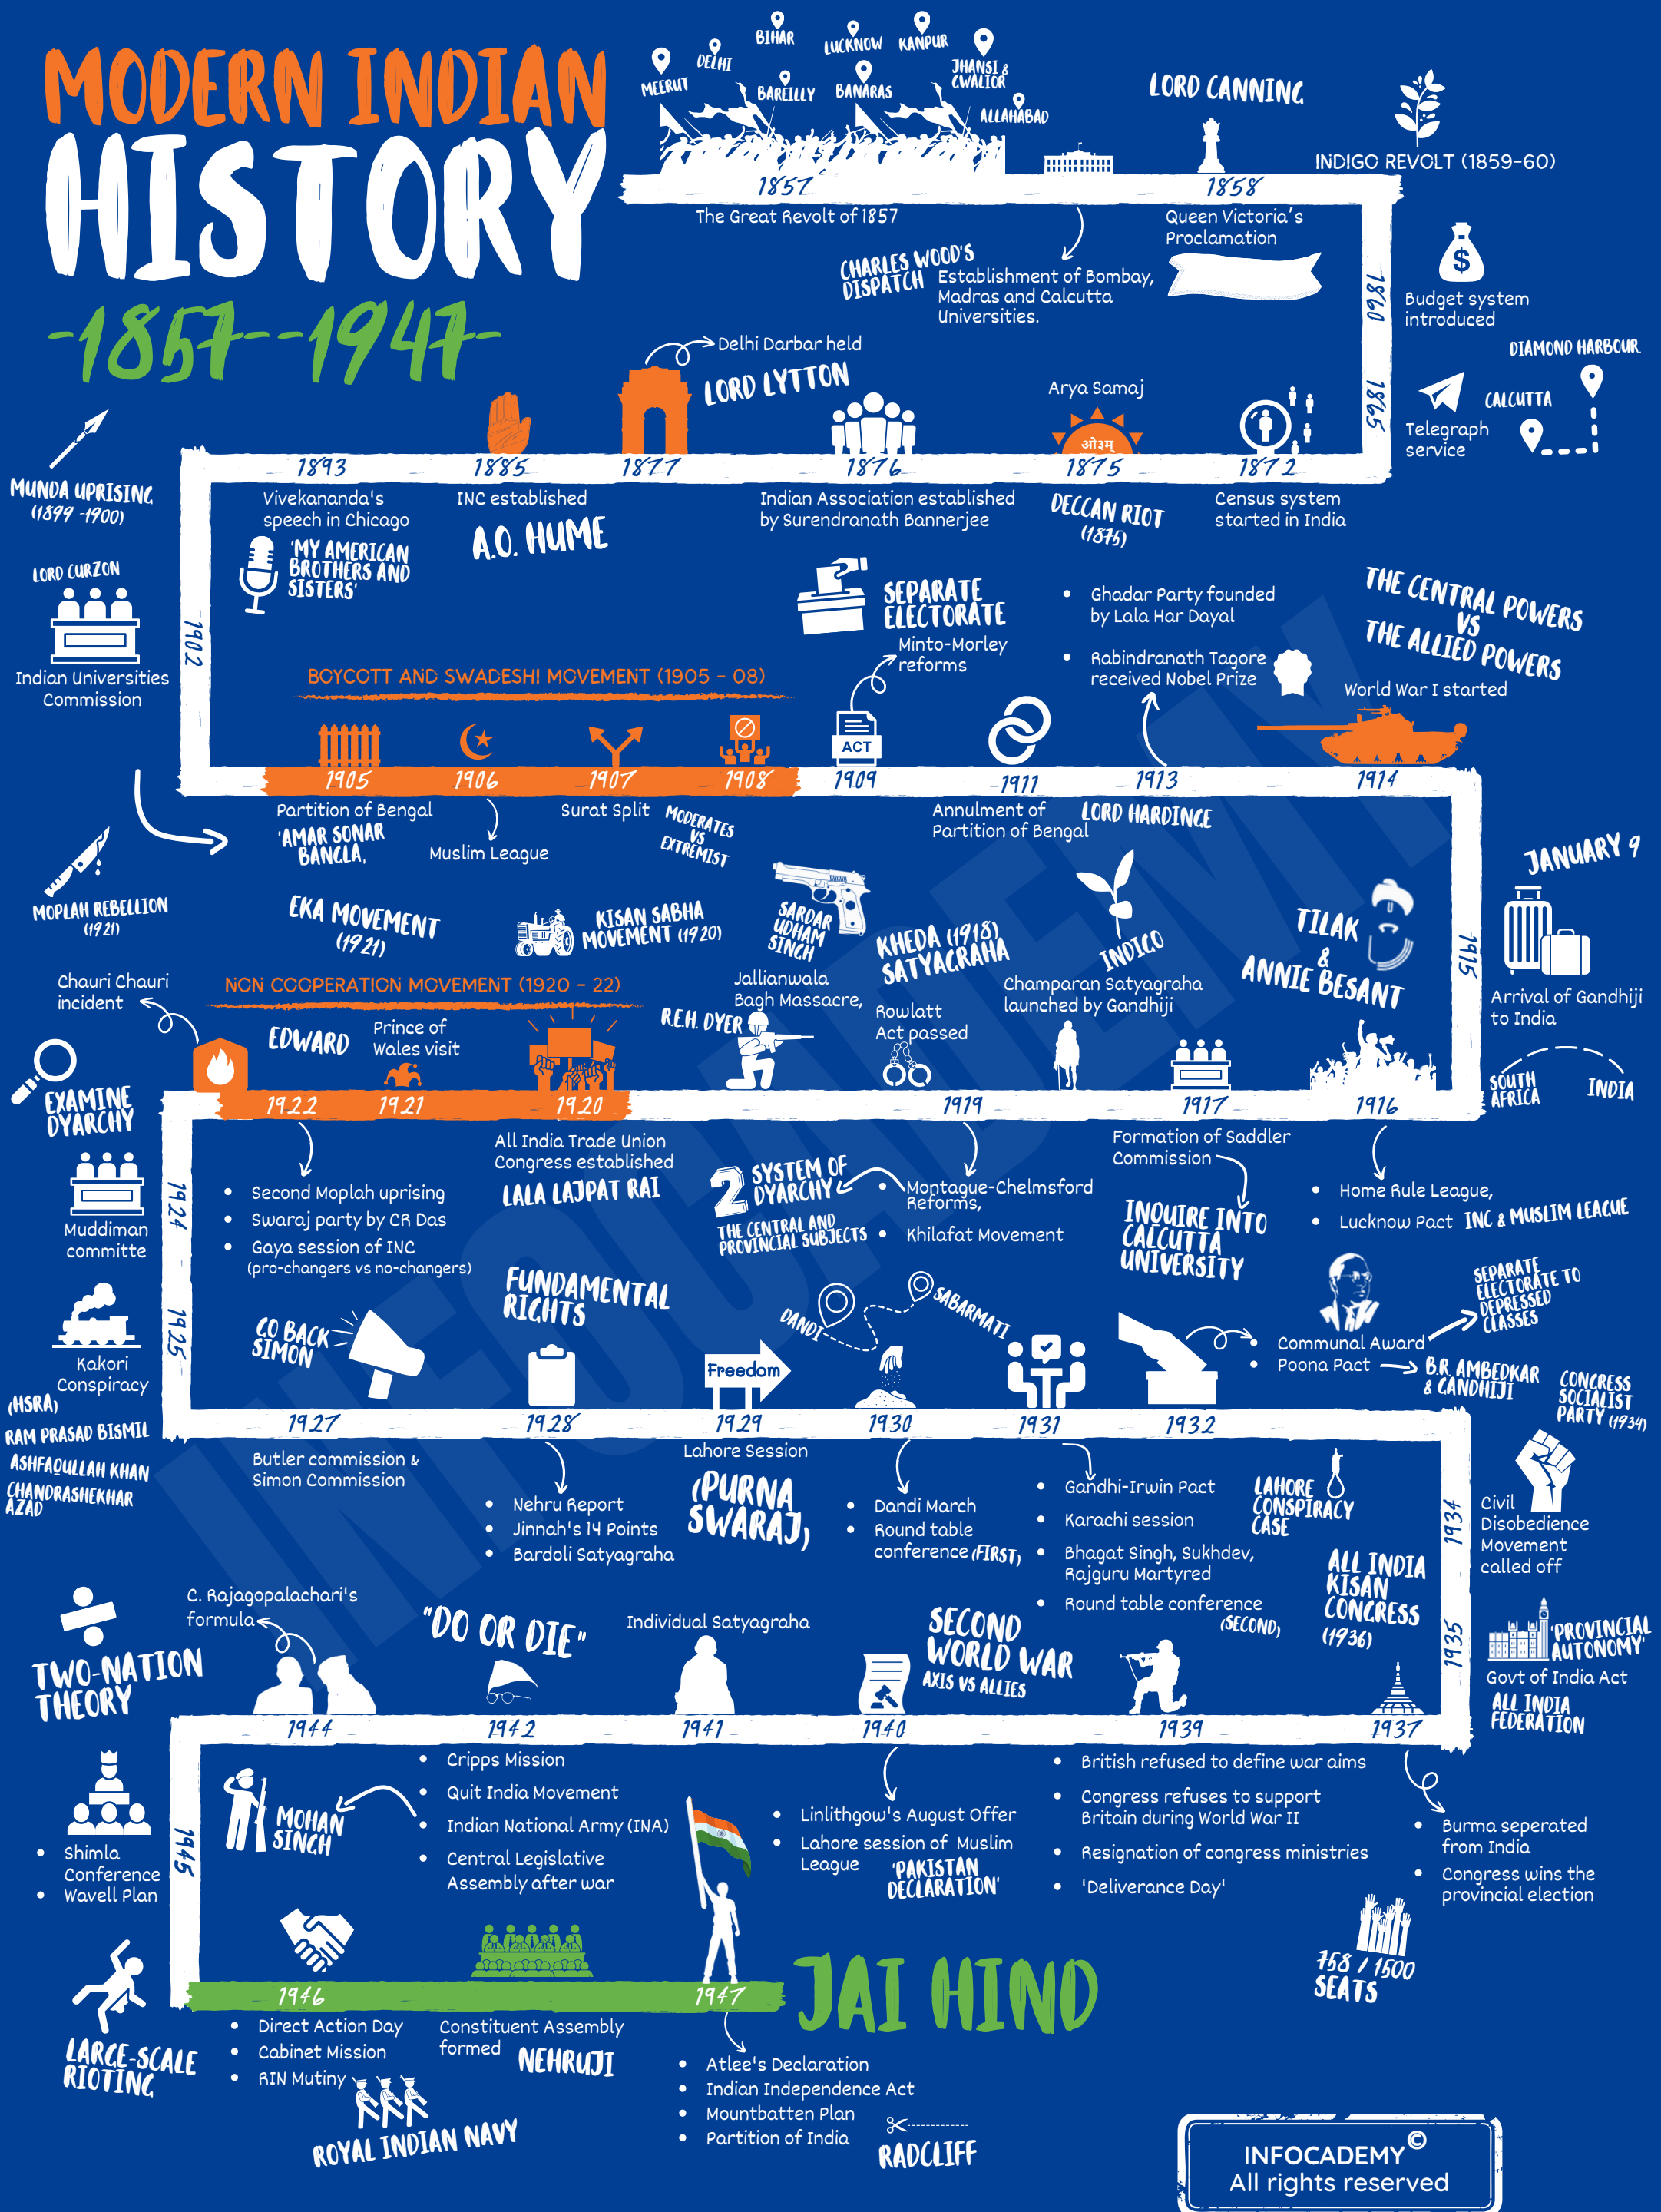 MODERN INDIAN
HISTORY
-1857--1947-
MEERUT
DELHI
BIHAR
BAREILLY
LUCKNOW
BANARAS
KANPUR
JHANSI &
GWALIOR
ALLAHABAD
LORD CANNING
INDIGO REVOLT (1859-60)
1857
1858
The Great Revolt of 1857
CHARLES WOOD'S
DISPATCH
Establishment of Bombay,
Madras and Calcutta
Universities.
Queen Victoria's
Proclamation
1860
$
Budget system
introduced
1865
DIAMOND HARBOUR.
CALCUTTA
Telegraph
service
Delhi Darbar held
LORD LYTTON
Arya Samaj
ओ३म्
1893
1885
1877
1876
1875
1872
Vivekananda's
speech in Chicago
'MY AMERICAN
BROTHERS AND
SISTERS'
INC established
A.O. HUME
Indian Association established
by Surendranath Bannerjee
DECCAN RIOT
(1875)
Census system
started in India
MUNDA UPRISING
(1899 -1900)
LORD CURZON
Indian Universities
Commission
1902
BOYCOTT AND SWADESHI MOVEMENT (1905 - 08)
SEPARATE
ELECTORATE
Minto-Morley
reforms
ACT
Ghadar Party founded
by Lala Har Dayal
Rabindranath Tagore
received Nobel Prize
THE CENTRAL POWERS
VS
THE ALLIED POWERS
World War I started
1905
1906
1907
1908
1909
1911
1913
1914
Partition of Bengal
'AMAR SONAR
BANGLA,
Muslim League
Surat Split
MODERATES
VS
EXTREMIST
Annulment of
Partition of Bengal
LORD HARDINGE
1915
JANUARY 9
Arrival of Gandhiji
to India
SOUTH
AFRICA
INDIA
MOPLAH REBELLION
(1921)
EKA MOVEMENT
(1921)
KISAN SABHA
MOVEMENT (1920)
SARDAR
UDHAM
SINGH
KHEDA (1918)
SATYAGRAHA
INDIGO
TILAK
&
ANNIE BESANT
Chauri Chauri
incident
NON COOPERATION MOVEMENT (1920 - 22)
EDWARD
Prince of
Wales visit
R.E.H. DYER
Jallianwala
Bagh Massacre,
Rowlatt
Act passed
Champaran Satyagraha
launched by Gandhiji
1922
1921
1920
1919
1917
1916
EXAMINE
DYARCHY
Muddiman
committe
1924
Second Moplah uprising
Swaraj party by CR Das
Gaya session of INC
(pro-changers vs no-changers)
All India Trade Union
Congress established
LALA LAJPAT RAI
2
SYSTEM OF
DYARCHY
THE CENTRAL AND
PROVINCIAL SUBJECTS
Montague-Chelmsford
Reforms,
Khilafat Movement
Formation of Saddler
Commission
INQUIRE INTO
CALCUTTA
UNIVERSITY
Home Rule League,
Lucknow Pact
INC & MUSLIM LEAGUE
1925
Kakori
Conspiracy
(HSRA)
RAM PRASAD BISMIL
ASHFAQULLAH KHAN
CHANDRASHEKHAR
AZAD
GO BACK
SIMON
FUNDAMENTAL
RIGHTS
Freedom
DANDI
SABARMATI
Communal Award
Poona Pact
SEPARATE
ELECTORATE TO
DEPRESSED
CLASSES
B.R. AMBEDKAR
& GANDHIJI
CONGRESS
SOCIALIST
PARTY (1934)
1927
1928
1929
1930
1931
1932
Butler commission &
Simon Commission
Nehru Report
Jinnah's 14 Points
Bardoli Satyagraha
Lahore Session
(PURNA
SWARAJ)
Dandi March
Round table
conference (FIRST)
Gandhi-Irwin Pact
Karachi session
Bhagat Singh, Sukhdev,
Rajguru Martyred
Round table conference
(SECOND)
LAHORE
CONSPIRACY
CASE
ALL INDIA
KISAN
CONGRESS
(1936)
1934
Civil
Disobedience
Movement
called off
1935
'PROVINCIAL
AUTONOMY'
Govt of India Act
ALL INDIA
FEDERATION
TWO-NATION
THEORY
C. Rajagopalachari's
formula
"DO OR DIE"
Individual Satyagraha
SECOND
WORLD WAR
AXIS VS ALLIES
1944
1942
1941
1940
1939
1937
MOHAN
SINGH
Cripps Mission
Quit India Movement
Indian National Army (INA)
Central Legislative
Assembly after war
Linlithgow's August Offer
Lahore session of Muslim
League
'PAKISTAN
DECLARATION'
British refused to define war aims
Congress refuses to support
Britain during World War II
Resignation of congress ministries
'Deliverance Day'
Burma seperated
from India
Congress wins the
provincial election
758 / 1500
SEATS
1945
Shimla
Conference
Wavell Plan
1946
1947
JAI HIND
LARGE-SCALE
RIOTING
Direct Action Day
Cabinet Mission
RIN Mutiny
ROYAL INDIAN NAVY
Constituent Assembly
formed
NEHRUJI
Atlee's Declaration
Indian Independence Act
Mountbatten Plan
Partition of India
RADCLIFF
INFOCADEMY
INFOCADEMY©
All rights reserved